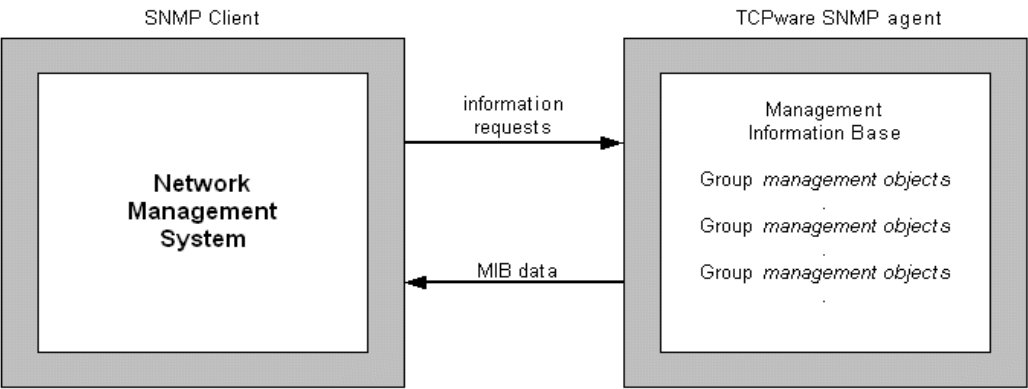 SNMP Client
TCPware SNMP agent
Network
Management
System
information
requests
MIB data
Management
Information Base
Group management objects
.
Group management objects
.
Group management objects
.